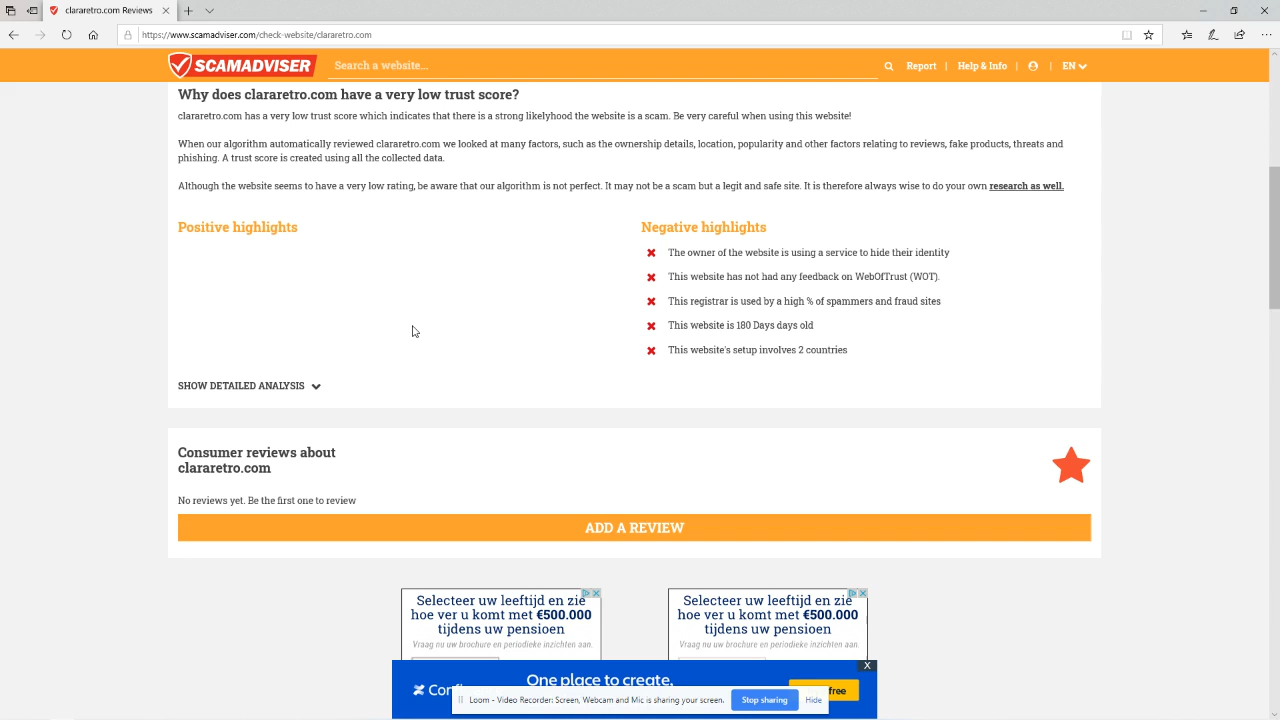 clararetro.com
https://www.scamadviser.com/check-website/clararetro.com
SCAMADVISER
Search a website...
Report | Help & Info | | EN
Why does clararetro.com have a very low trust score?
clararetro.com has a very low trust score which indicates that there is a strong likelyhood the website is a scam. Be very careful when using this website!
When our algorithm automatically reviewed clararetro.com we looked at many factors, such as the ownership details, location, popularity and other factors relating to reviews, fake products, threats and
phishing. A trust score is created using all the collected data.
Although the website seems to have a very low rating, be aware that our algorithm is not perfect. It may not be a scam but a legit and safe site. It is therefore always wise to do your own research as well.
Positive highlights
Negative highlights
The owner of the website is using a service to hide their identity
This website has not had any feedback on WebOfTrust (WOT).
This registrar is used by a high % of spammers and fraud sites
This website is 180 Days days old
This website's setup involves 2 countries
SHOW DETAILED ANALYSIS
Consumer reviews about
clararetro.com
No reviews yet. Be the first one to review
ADD A REVIEW
Selecteer uw leeftijd en zie
hoe ver u komt met €500.000
tijdens uw pensioen
Vraag nu uw brochure en periodieke inzichten aan.
Selecteer uw leeftijd en zie
hoe ver u komt met €500.000
tijdens uw pensioen
Vraag nu uw brochure en periodieke inzichten aan.
One place to create,
X
Loom – Video Recorder: Screen, Webcam and Mic is sharing your screen.
Stop sharing
Hide
free